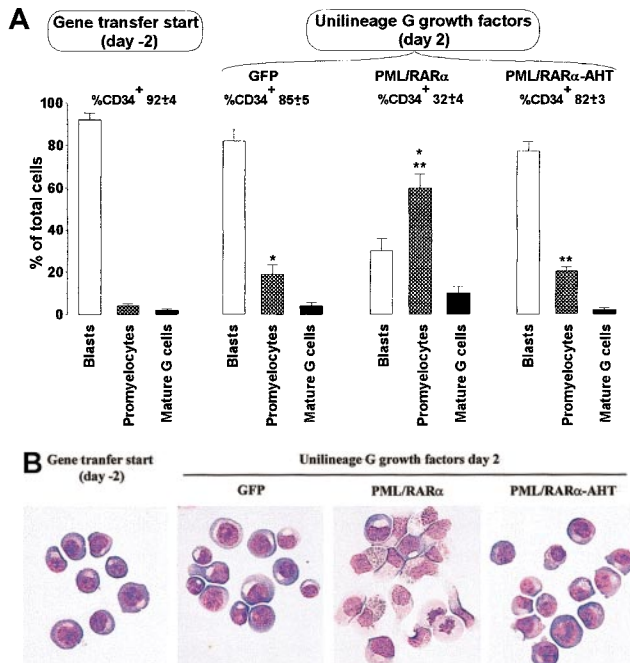 A
Gene transfer start
(day -2)
Unilineage G growth factors
(day 2)
GFP
PML/RARα
PML/RARα-AHT
%CD34+ 92±4
%CD34+ 85±5
%CD34+ 32±4
%CD34+ 82±3
% of total cells
100
80
60
40
20
0
*
*
**
**
Blasts
Promyelocytes
Mature G cells
Blasts
Promyelocytes
Mature G cells
Blasts
Promyelocytes
Mature G cells
Blasts
Promyelocytes
Mature G cells
B
Gene tranfer start
(day -2)
Unilineage G growth factors day 2
GFP
PML/RARα
PML/RARα-AHT